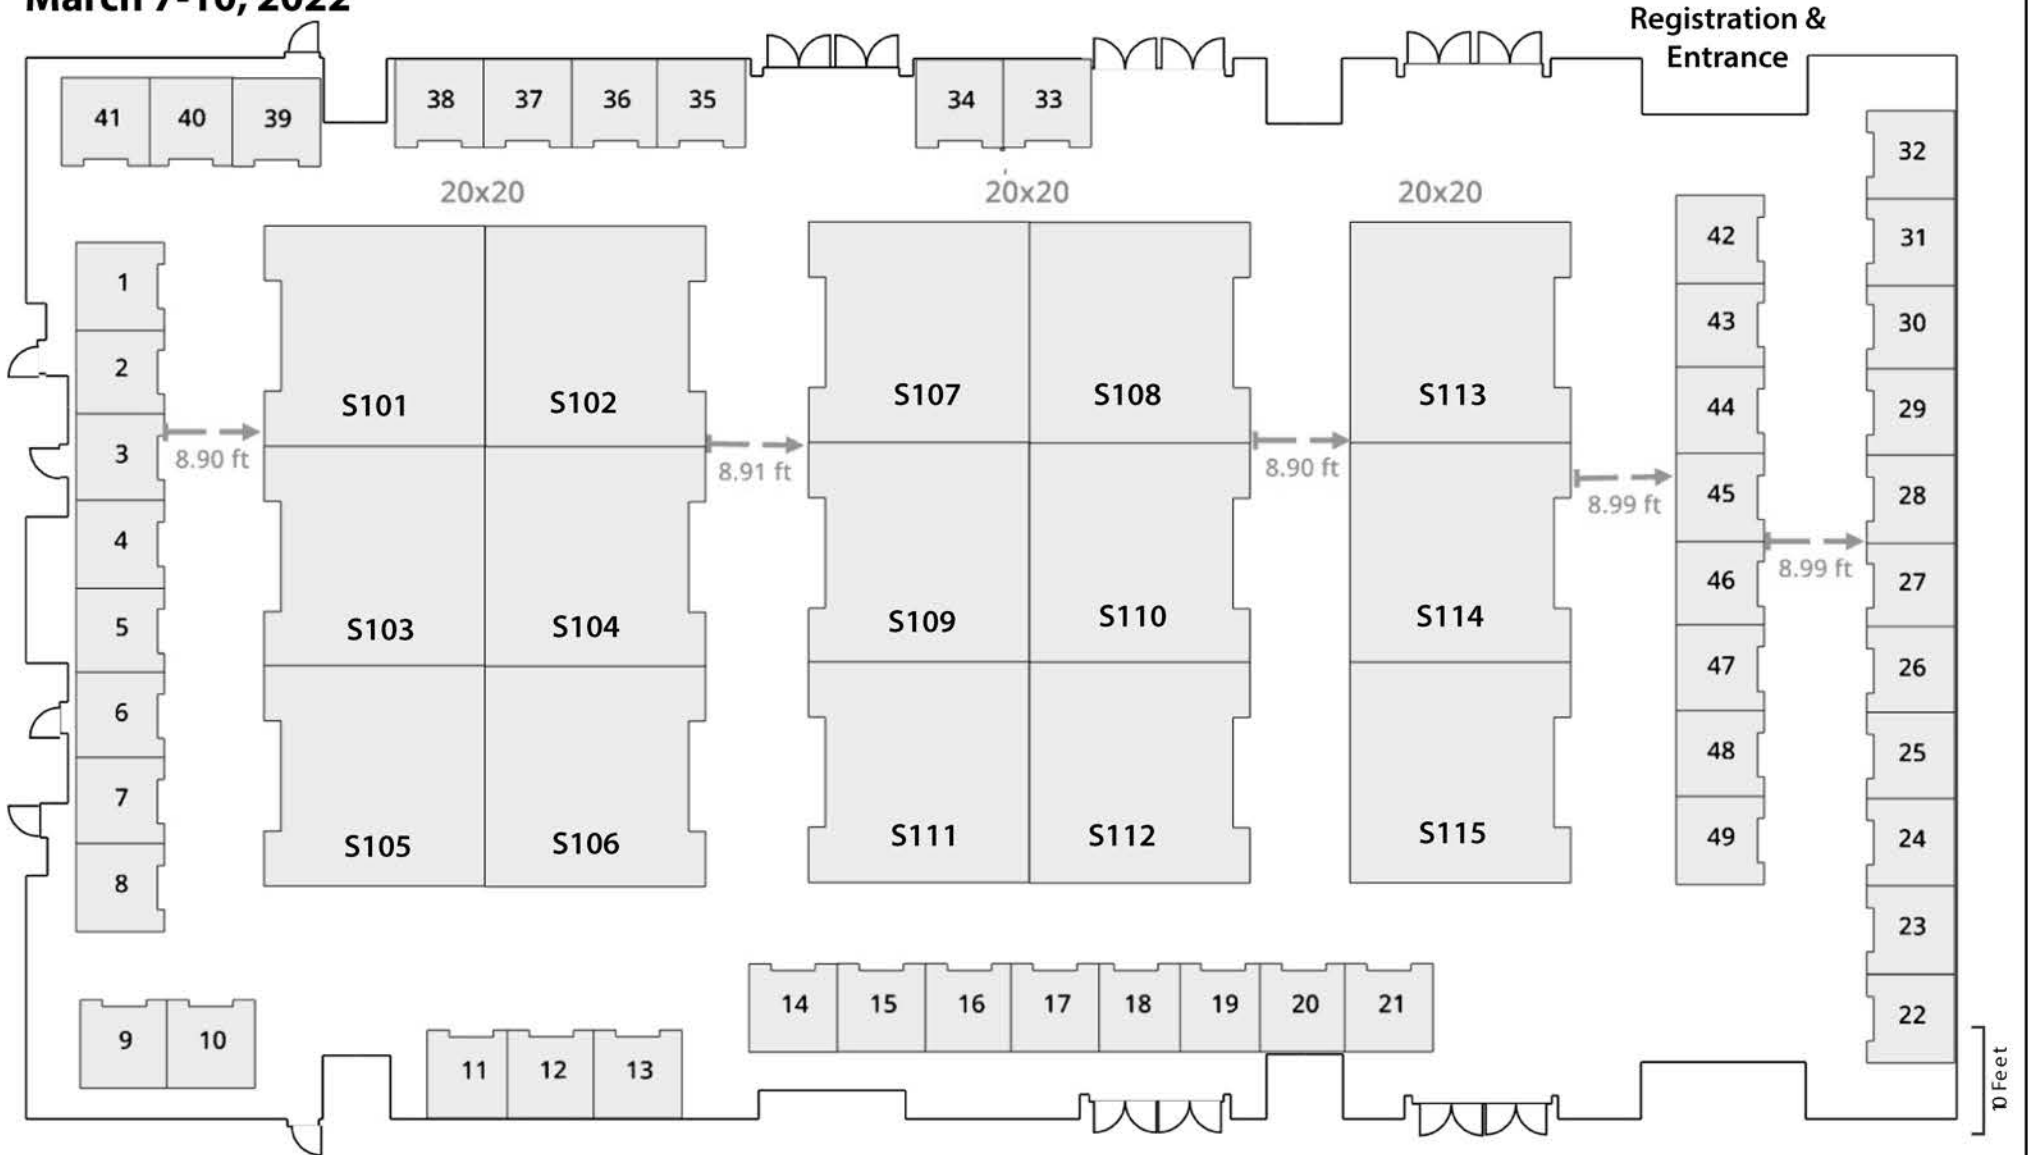 March 7-10, 2022
Registration &
Entrance
41 40 39
38 37 36 35
34 33
20x20 20x20 20x20
32
31
30
29
28
27
26
25
24
23
22
42
43
44
45
46
47
48
49
1
2
3
4
5
6
7
8
S101 S102
S103 S104
S105 S106
S107 S108
S109 S110
S111 S112
S113
S114
S115
8.90 ft
8.91 ft
8.90 ft
8.99 ft
8.99 ft
9 10
11 12 13
14 15 16 17 18 19 20 21
10 Feet